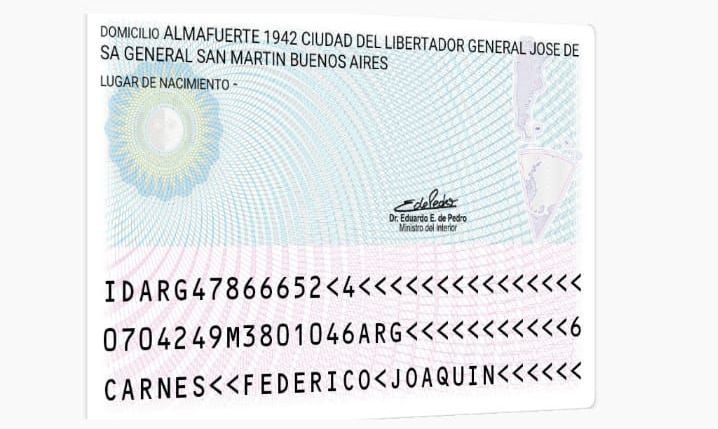 DOMICILIO ALMAFUERTE 1942 CIUDAD DEL LIBERTADOR GENERAL JOSE DE
SA GENERAL SAN MARTIN BUENOS AIRES
LUGAR DE NACIMIENTO -
EdePedro
Dr. Eduardo E. de Pedro
Ministro del Interior
IDARG47866652<4<<<<<<<<<<<<<<<
0704249M3801046ARG<<<<<<<<<<<6
CARNES<<FEDERICO<JOAQUIN<<<<<<